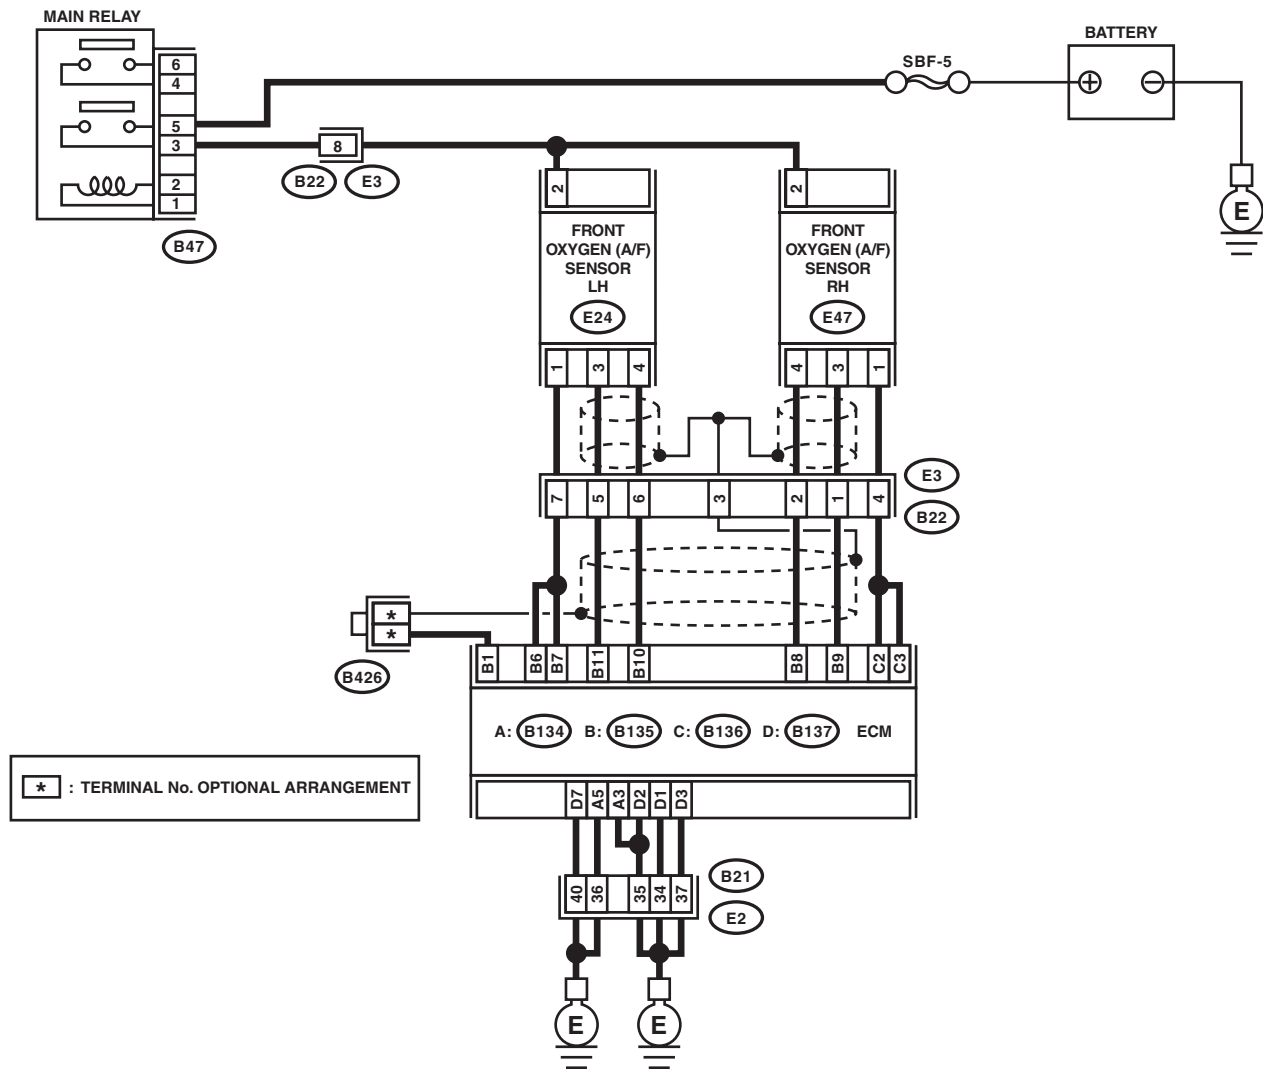 MAIN RELAY
BATTERY
SBF-5
6
4
5
3
2
1
8
B22 E3
B47
E
2
2
FRONT
OXYGEN (A/F)
SENSOR
LH
E24
FRONT
OXYGEN (A/F)
SENSOR
RH
E47
1 3 4
4 3 1
7 5 6 3 2 1 4
E3
B22
*
*
B426
B1 B6 B7 B11 B10 B8 B9 C2 C3
A: B134 B: B135 C: B136 D: B137 ECM
* : TERMINAL No. OPTIONAL ARRANGEMENT
D7 A5 A3 D2 D1 D3
40 36 35 34 37
B21
E2
E E